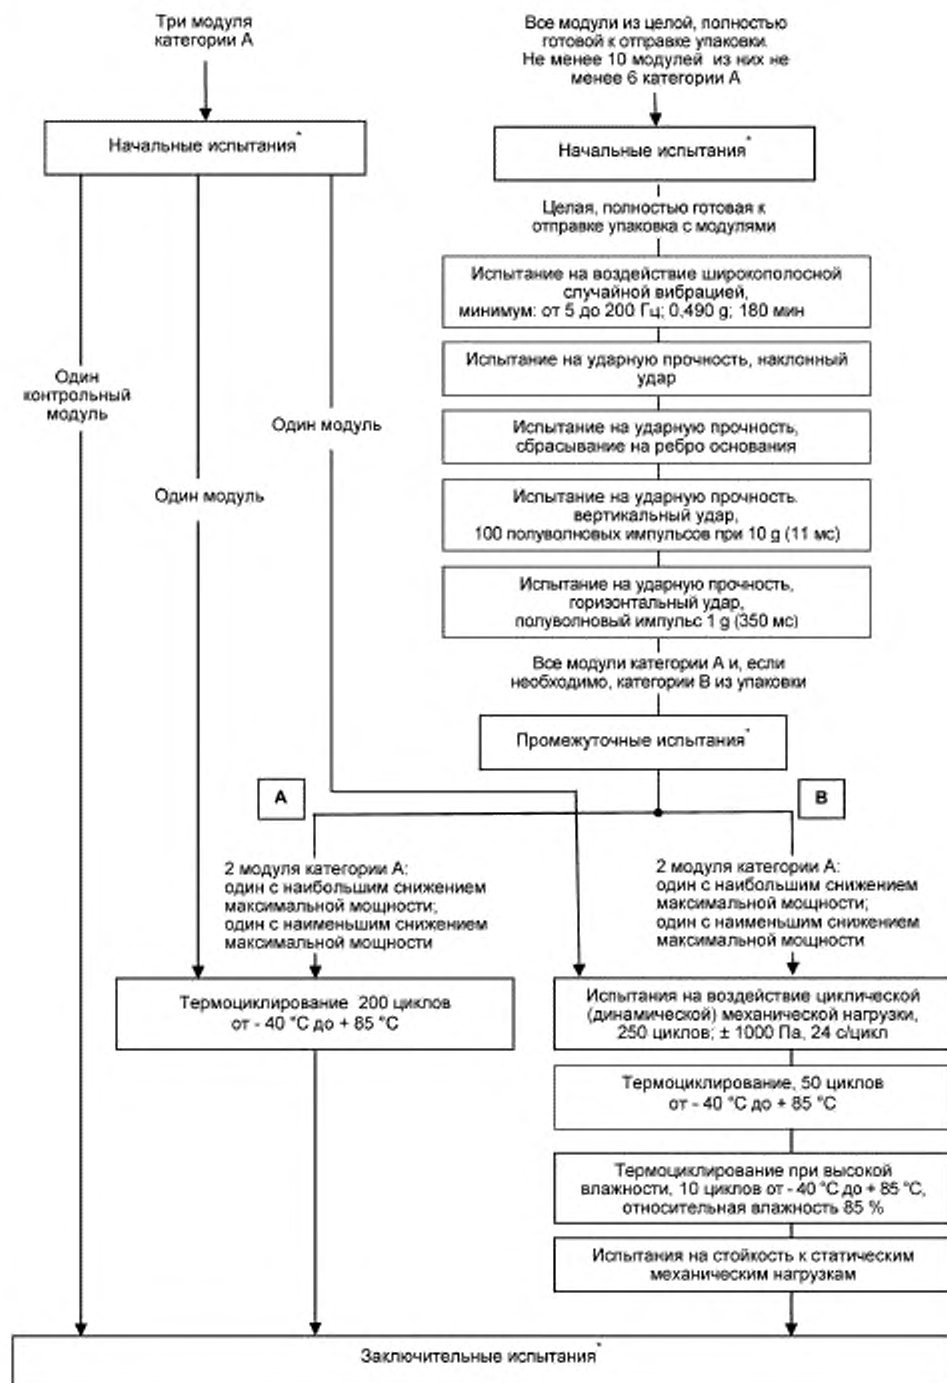 Три модуля
категории А
Начальные испытания*
Все модули из целой, полностью
готовой к отправке упаковки
Не менее 10 модулей из них не
менее 6 категории А
Начальные испытания*
Целая, полностью готовая к
отправке упаковка с модулями
Испытание на воздействие широкополосной
случайной вибрацией,
минимум: от 5 до 200 Гц; 0,490 g; 180 мин
Испытание на ударную прочность, наклонный
удар
Испытание на ударную прочность,
сбрасывание на ребро основания
Испытание на ударную прочность.
вертикальный удар,
100 полуволновых импульсов при 10 g (11 мс)
Испытание на ударную прочность,
горизонтальный удар,
полуволновый импульс 1 g (350 мс)
Все модули категории А и, если
необходимо, категории В из упаковки
Промежуточные испытания*
Один
контрольный
модуль
Один модуль
Один модуль
А
В
2 модуля категории А:
один с наибольшим снижением
максимальной мощности;
один с наименьшим снижением
максимальной мощности
2 модуля категории А:
один с наибольшим снижением
максимальной мощности;
один с наименьшим снижением
максимальной мощности
Термоциклирование 200 циклов
от - 40 °С до + 85 °С
Испытания на воздействие циклической
(динамической) механической нагрузки,
250 циклов; ± 1000 Па, 24 с/цикл
Термоциклирование, 50 циклов
от - 40 °С до + 85 °С
Термоциклирование при высокой
влажности, 10 циклов от - 40 °С до + 85 °С,
относительная влажность 85 %
Испытания на стойкость к статическим
механическим нагрузкам
Заключительные испытания*